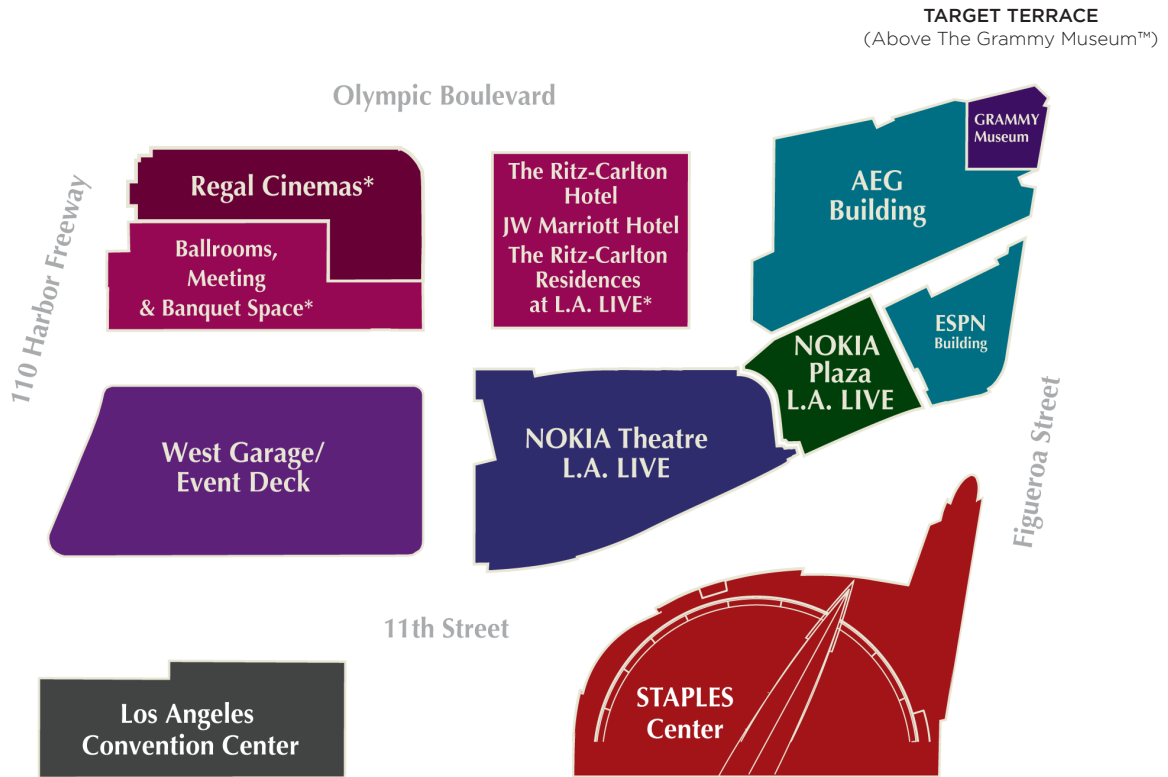 TARGET TERRACE
(Above The Grammy Museum™)
Olympic Boulevard
GRAMMY
Museum
Regal Cinemas*
The Ritz-Carlton
Hotel
JW Marriott Hotel
The Ritz-Carlton
Residences
at L.A. LIVE*
AEG
Building
110 Harbor Freeway
Ballrooms,
Meeting
& Banquet Space*
ESPN
Building
NOKIA
Plaza
L.A. LIVE
West Garage/
Event Deck
NOKIA Theatre
L.A. LIVE
Figueroa Street
11th Street
STAPLES
Center
Los Angeles
Convention Center